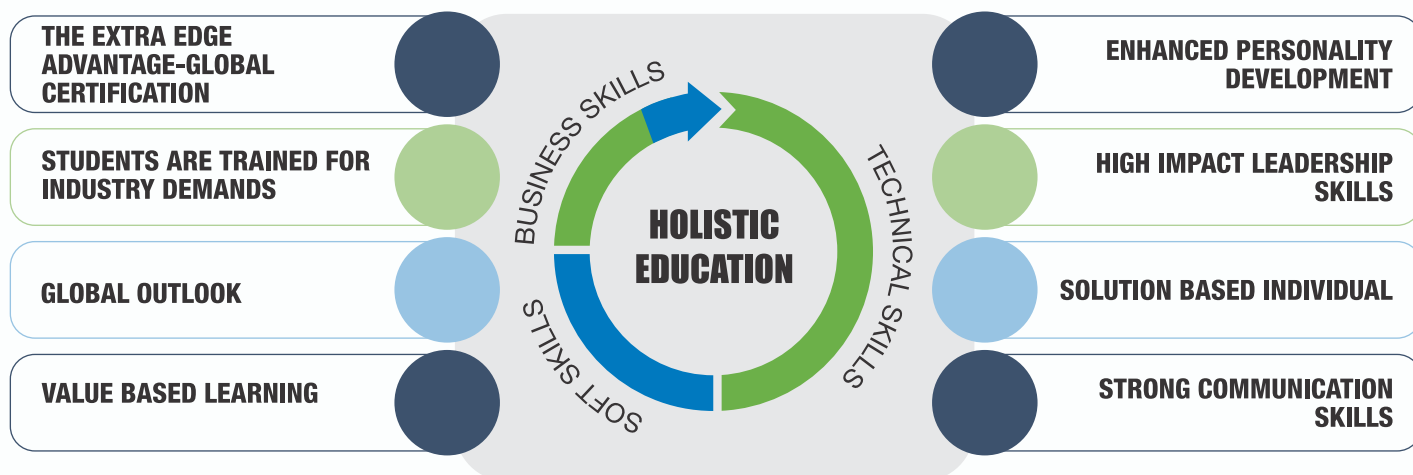 THE EXTRA EDGE
ADVANTAGE-GLOBAL
CERTIFICATION
STUDENTS ARE TRAINED FOR
INDUSTRY DEMANDS
GLOBAL OUTLOOK
VALUE BASED LEARNING
BUSINESS SKILLS
SOFT SKILLS
HOLISTIC
EDUCATION
TECHNICAL SKILLS
ENHANCED PERSONALITY
DEVELOPMENT
HIGH IMPACT LEADERSHIP
SKILLS
SOLUTION BASED INDIVIDUAL
STRONG COMMUNICATION
SKILLS